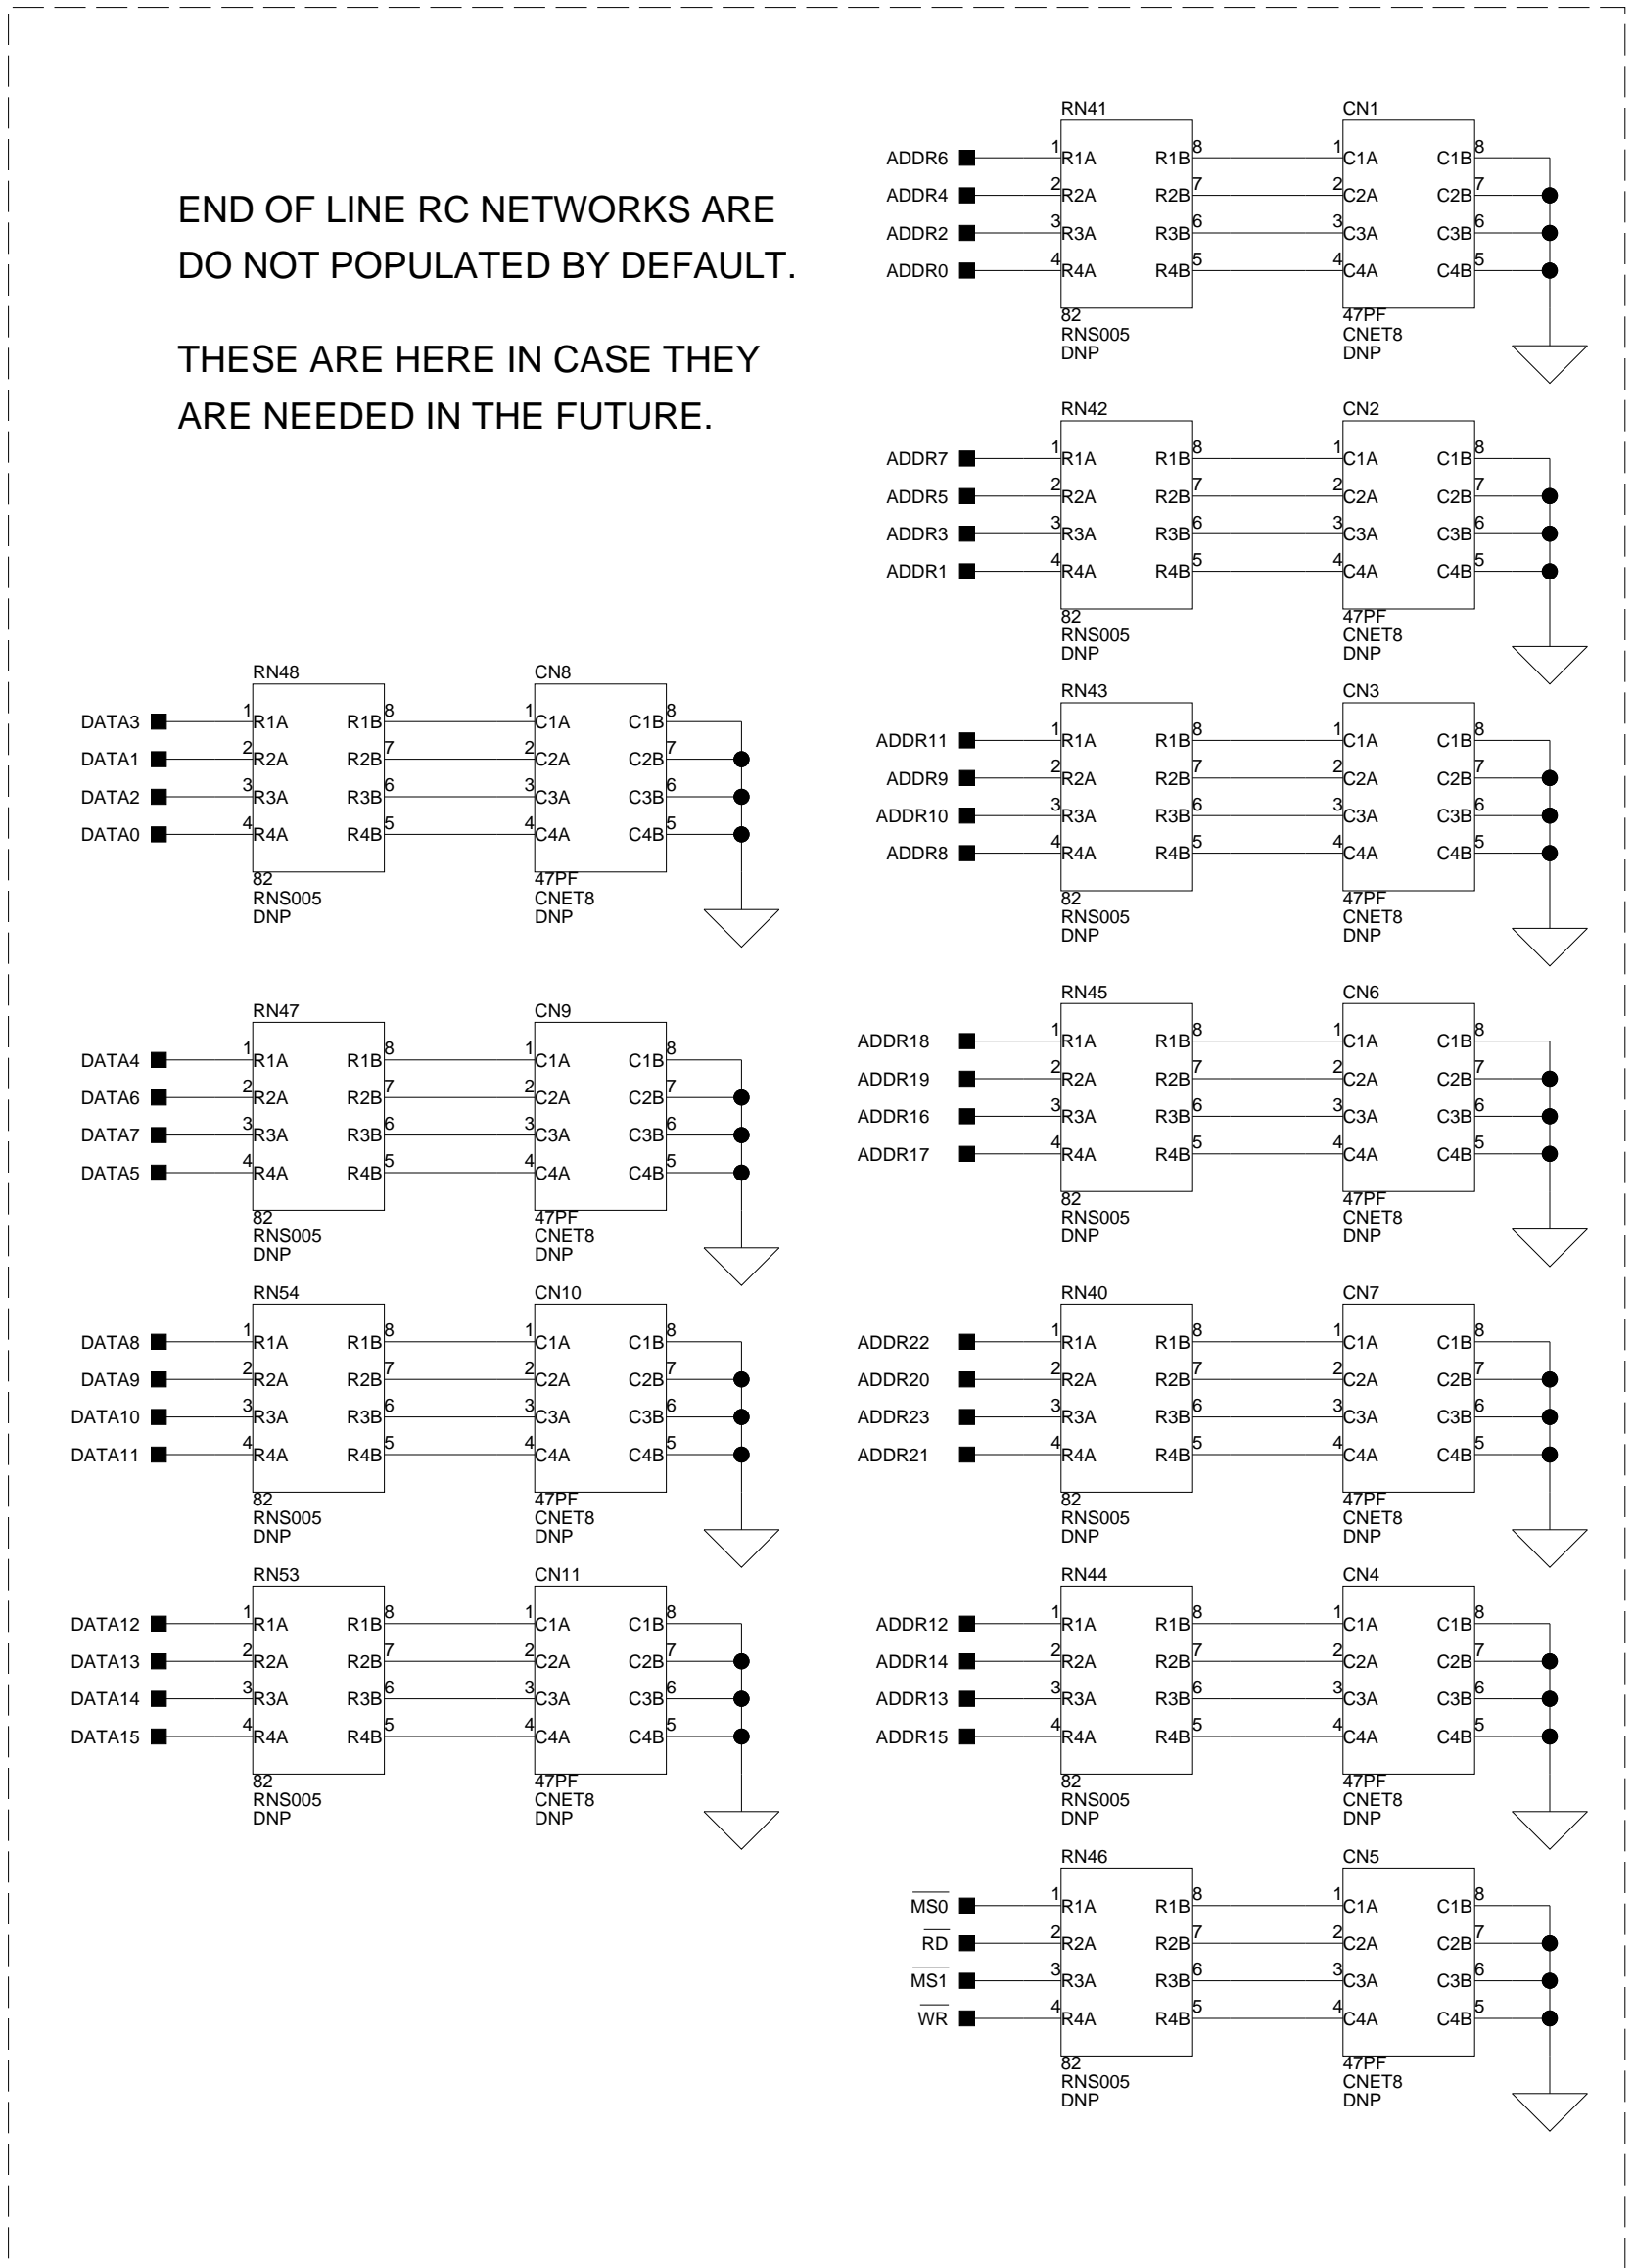 END OF LINE RC NETWORKS ARE
DO NOT POPULATED BY DEFAULT.
THESE ARE HERE IN CASE THEY
ARE NEEDED IN THE FUTURE.
RN48 CN8
DATA3 1 R1A R1B 8 1 C1A C1B 8
DATA1 2 R2A R2B 7 2 C2A C2B 7
DATA2 3 R3A R3B 6 3 C3A C3B 6
DATA0 4 R4A R4B 5 4 C4A C4B 5
82 47PF
RNS005 CNET8
DNP DNP
RN47 CN9
DATA4 1 R1A R1B 8 1 C1A C1B 8
DATA6 2 R2A R2B 7 2 C2A C2B 7
DATA7 3 R3A R3B 6 3 C3A C3B 6
DATA5 4 R4A R4B 5 4 C4A C4B 5
82 47PF
RNS005 CNET8
DNP DNP
RN54 CN10
DATA8 1 R1A R1B 8 1 C1A C1B 8
DATA9 2 R2A R2B 7 2 C2A C2B 7
DATA10 3 R3A R3B 6 3 C3A C3B 6
DATA11 4 R4A R4B 5 4 C4A C4B 5
82 47PF
RNS005 CNET8
DNP DNP
RN53 CN11
DATA12 1 R1A R1B 8 1 C1A C1B 8
DATA13 2 R2A R2B 7 2 C2A C2B 7
DATA14 3 R3A R3B 6 3 C3A C3B 6
DATA15 4 R4A R4B 5 4 C4A C4B 5
82 47PF
RNS005 CNET8
DNP DNP
RN41 CN1
ADDR6 1 R1A R1B 8 1 C1A C1B 8
ADDR4 2 R2A R2B 7 2 C2A C2B 7
ADDR2 3 R3A R3B 6 3 C3A C3B 6
ADDR0 4 R4A R4B 5 4 C4A C4B 5
82 47PF
RNS005 CNET8
DNP DNP
RN42 CN2
ADDR7 1 R1A R1B 8 1 C1A C1B 8
ADDR5 2 R2A R2B 7 2 C2A C2B 7
ADDR3 3 R3A R3B 6 3 C3A C3B 6
ADDR1 4 R4A R4B 5 4 C4A C4B 5
82 47PF
RNS005 CNET8
DNP DNP
RN43 CN3
ADDR11 1 R1A R1B 8 1 C1A C1B 8
ADDR9 2 R2A R2B 7 2 C2A C2B 7
ADDR10 3 R3A R3B 6 3 C3A C3B 6
ADDR8 4 R4A R4B 5 4 C4A C4B 5
82 47PF
RNS005 CNET8
DNP DNP
RN45 CN6
ADDR18 1 R1A R1B 8 1 C1A C1B 8
ADDR19 2 R2A R2B 7 2 C2A C2B 7
ADDR16 3 R3A R3B 6 3 C3A C3B 6
ADDR17 4 R4A R4B 5 4 C4A C4B 5
82 47PF
RNS005 CNET8
DNP DNP
RN40 CN7
ADDR22 1 R1A R1B 8 1 C1A C1B 8
ADDR20 2 R2A R2B 7 2 C2A C2B 7
ADDR23 3 R3A R3B 6 3 C3A C3B 6
ADDR21 4 R4A R4B 5 4 C4A C4B 5
82 47PF
RNS005 CNET8
DNP DNP
RN44 CN4
ADDR12 1 R1A R1B 8 1 C1A C1B 8
ADDR14 2 R2A R2B 7 2 C2A C2B 7
ADDR13 3 R3A R3B 6 3 C3A C3B 6
ADDR15 4 R4A R4B 5 4 C4A C4B 5
82 47PF
RNS005 CNET8
DNP DNP
RN46 CN5
MS0 1 R1A R1B 8 1 C1A C1B 8
RD 2 R2A R2B 7 2 C2A C2B 7
MS1 3 R3A R3B 6 3 C3A C3B 6
WR 4 R4A R4B 5 4 C4A C4B 5
82 47PF
RNS005 CNET8
DNP DNP